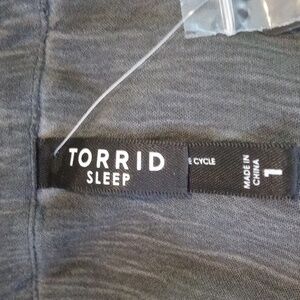 TORRID
SLEEP
E CYCLE
MADE IN
CHINA
1